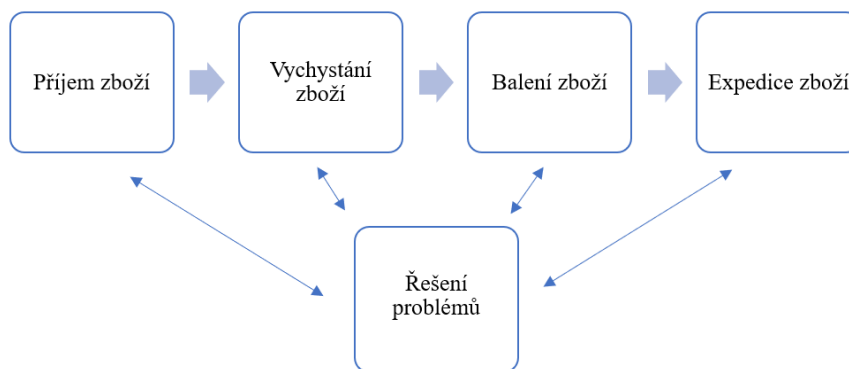 Příjem zboží
Vychystání
zboží
Balení zboží
Expedice zboží
Řešení
problémů